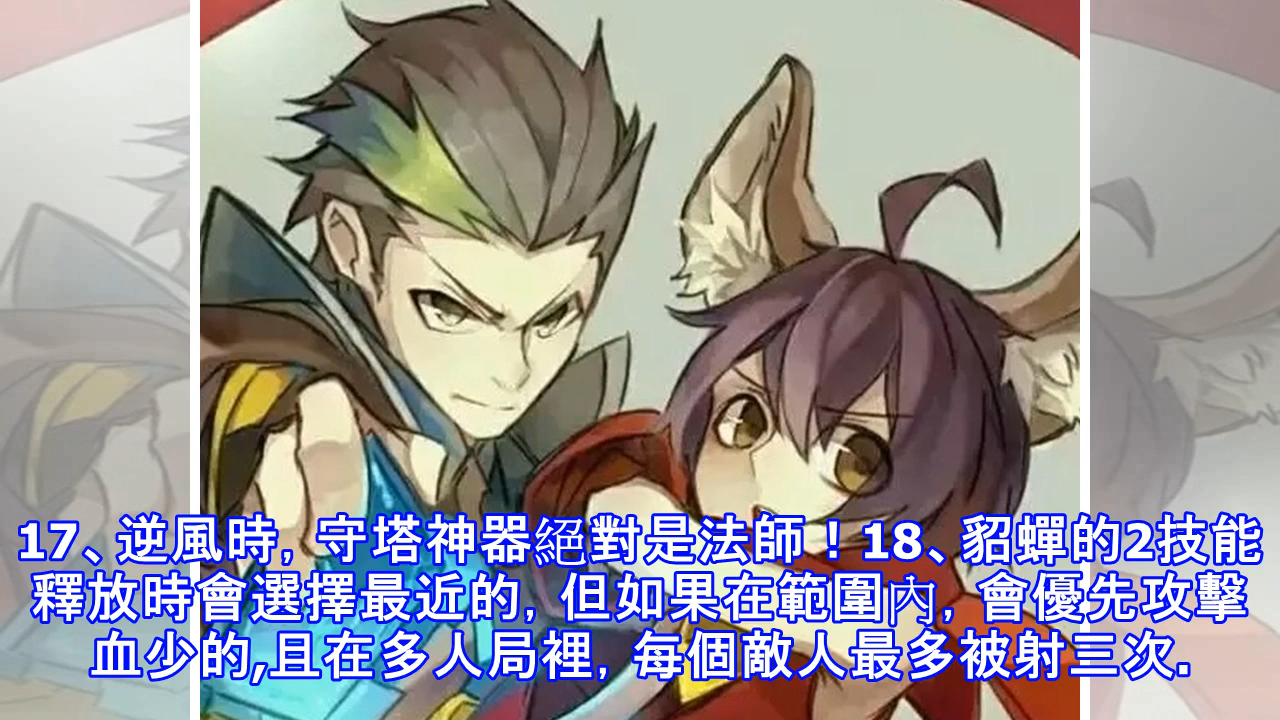 17、逆風時，守塔神器絕對是法師！18、貂蟬的2技能
釋放時會選擇最近的，但如果在範圍內，會優先攻擊
血少的,且在多人局裡，每個敵人最多被射三次.